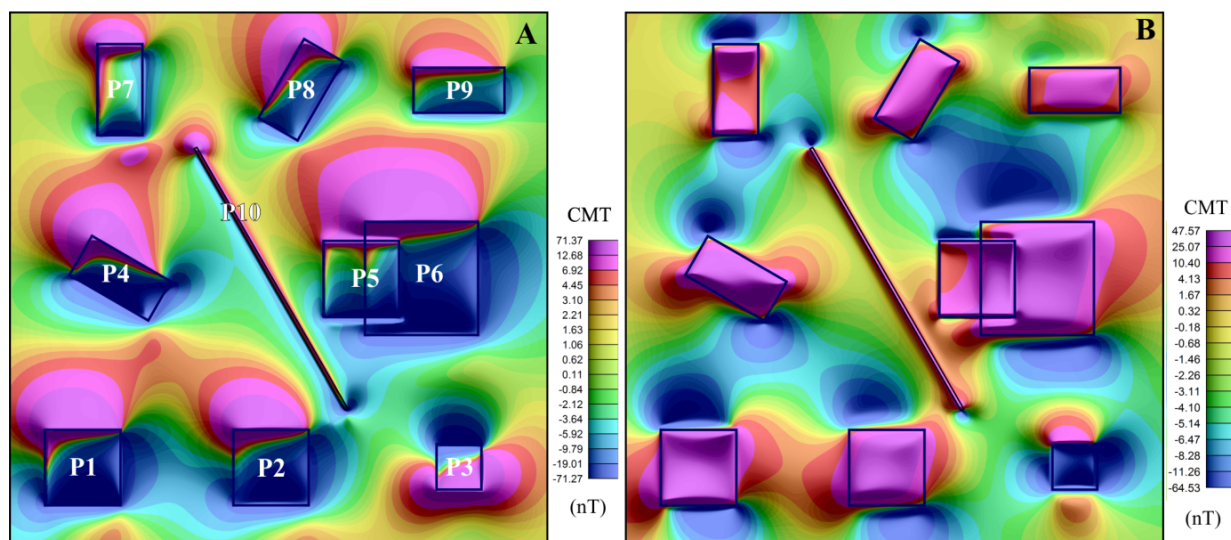 A
P7
P8
P9
P10
P4
P5
P6
P1
P2
P3
CMT
71.37
12.68
6.92
4.45
3.10
2.21
1.63
1.06
0.62
0.11
-0.84
-2.12
-3.64
-5.92
-9.79
-19.01
-71.27
(nT)
B
CMT
47.57
25.07
10.40
4.13
1.67
0.32
-0.18
-0.68
-1.46
-2.26
-3.11
-4.10
-5.14
-6.47
-8.28
-11.26
-64.53
(nT)